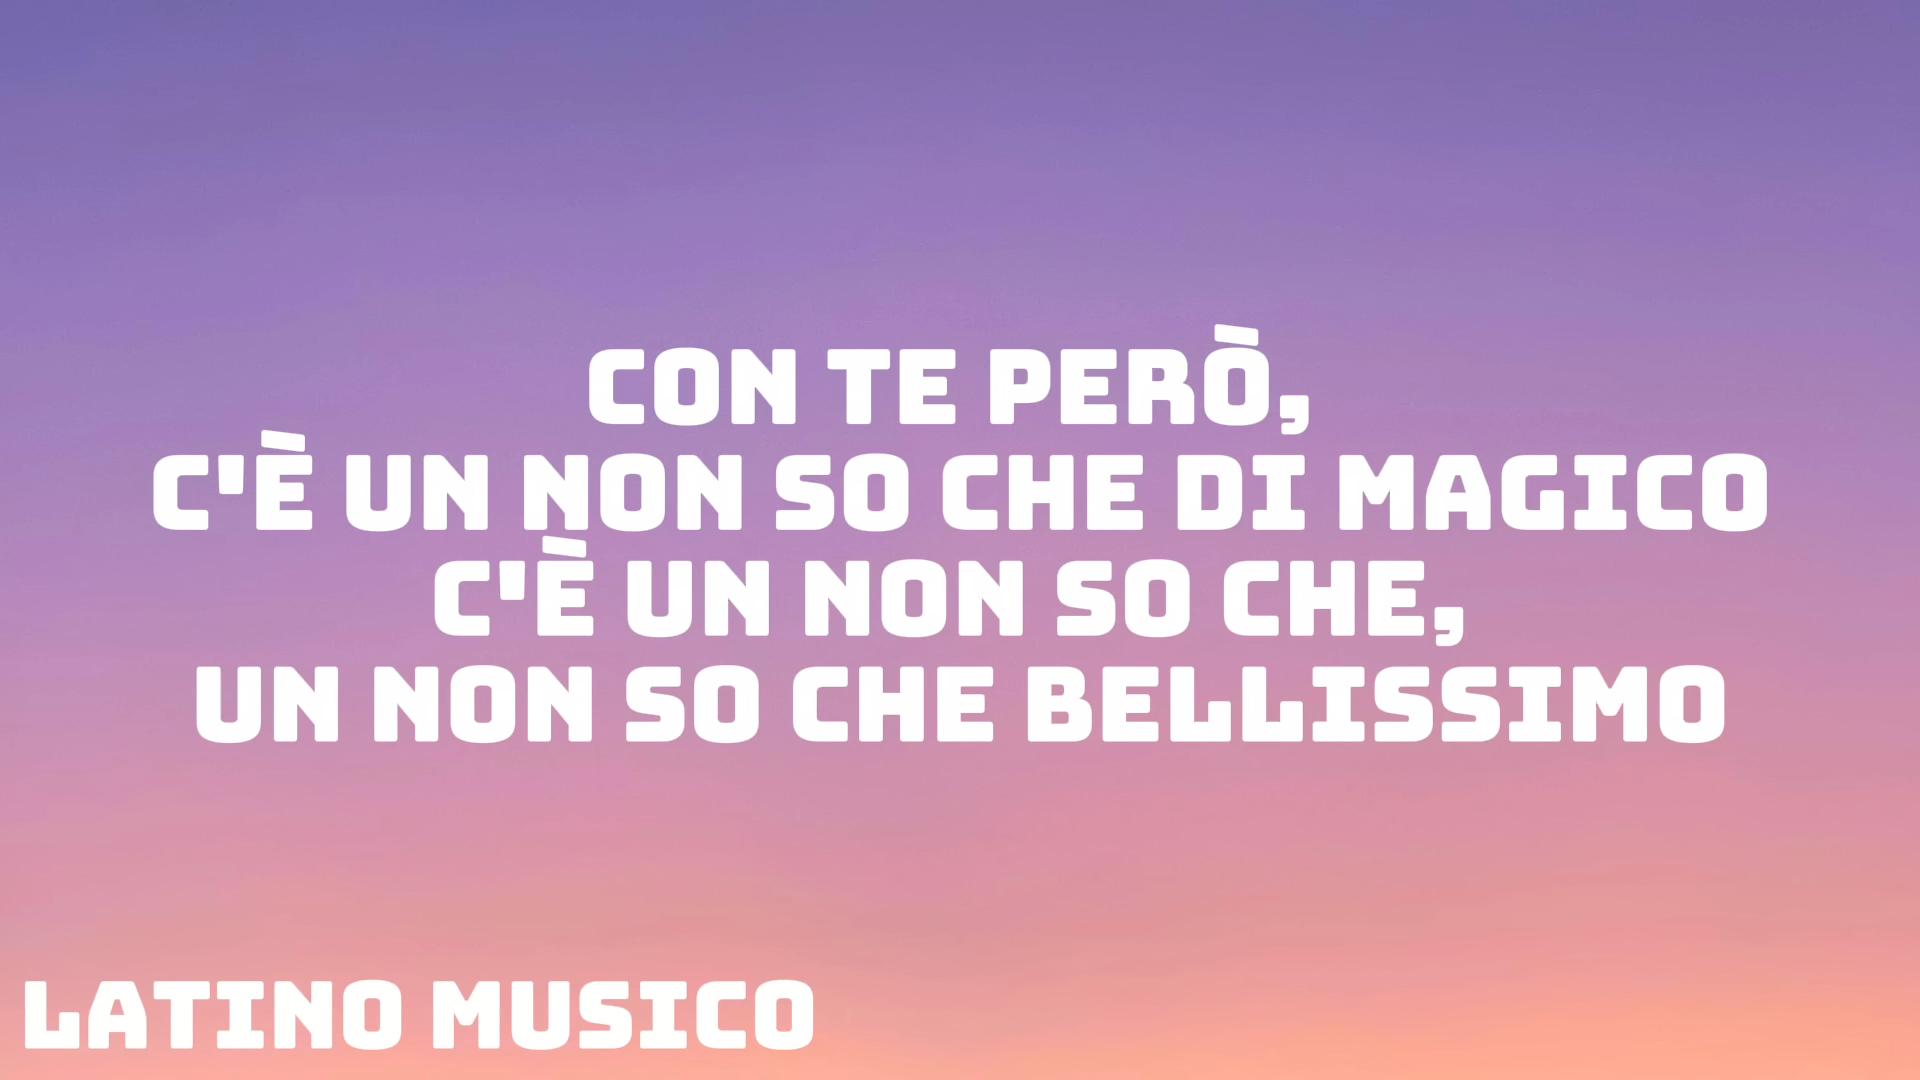 CON TE PERÒ,
C'È UN NON SO CHE DI MAGICO
C'È UN NON SO CHE,
UN NON SO CHE BELLISSIMO
LATINO MUSICO